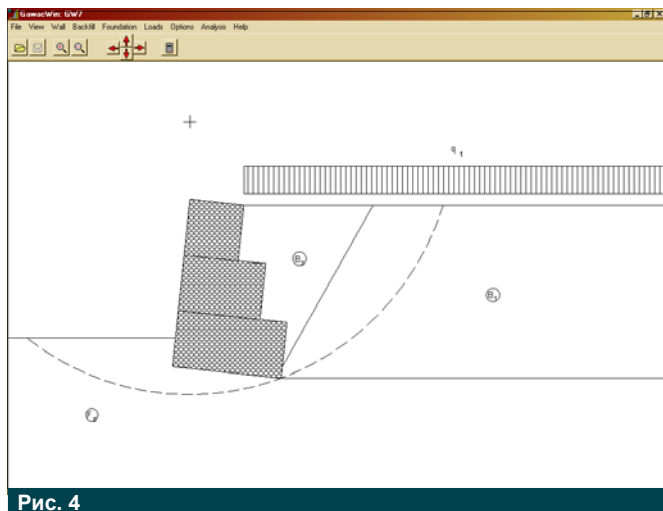 GawacWin: GW7
File View Wall Backfill Foundation Loads Options Analysis Help
q 1
B
B
Рис. 4